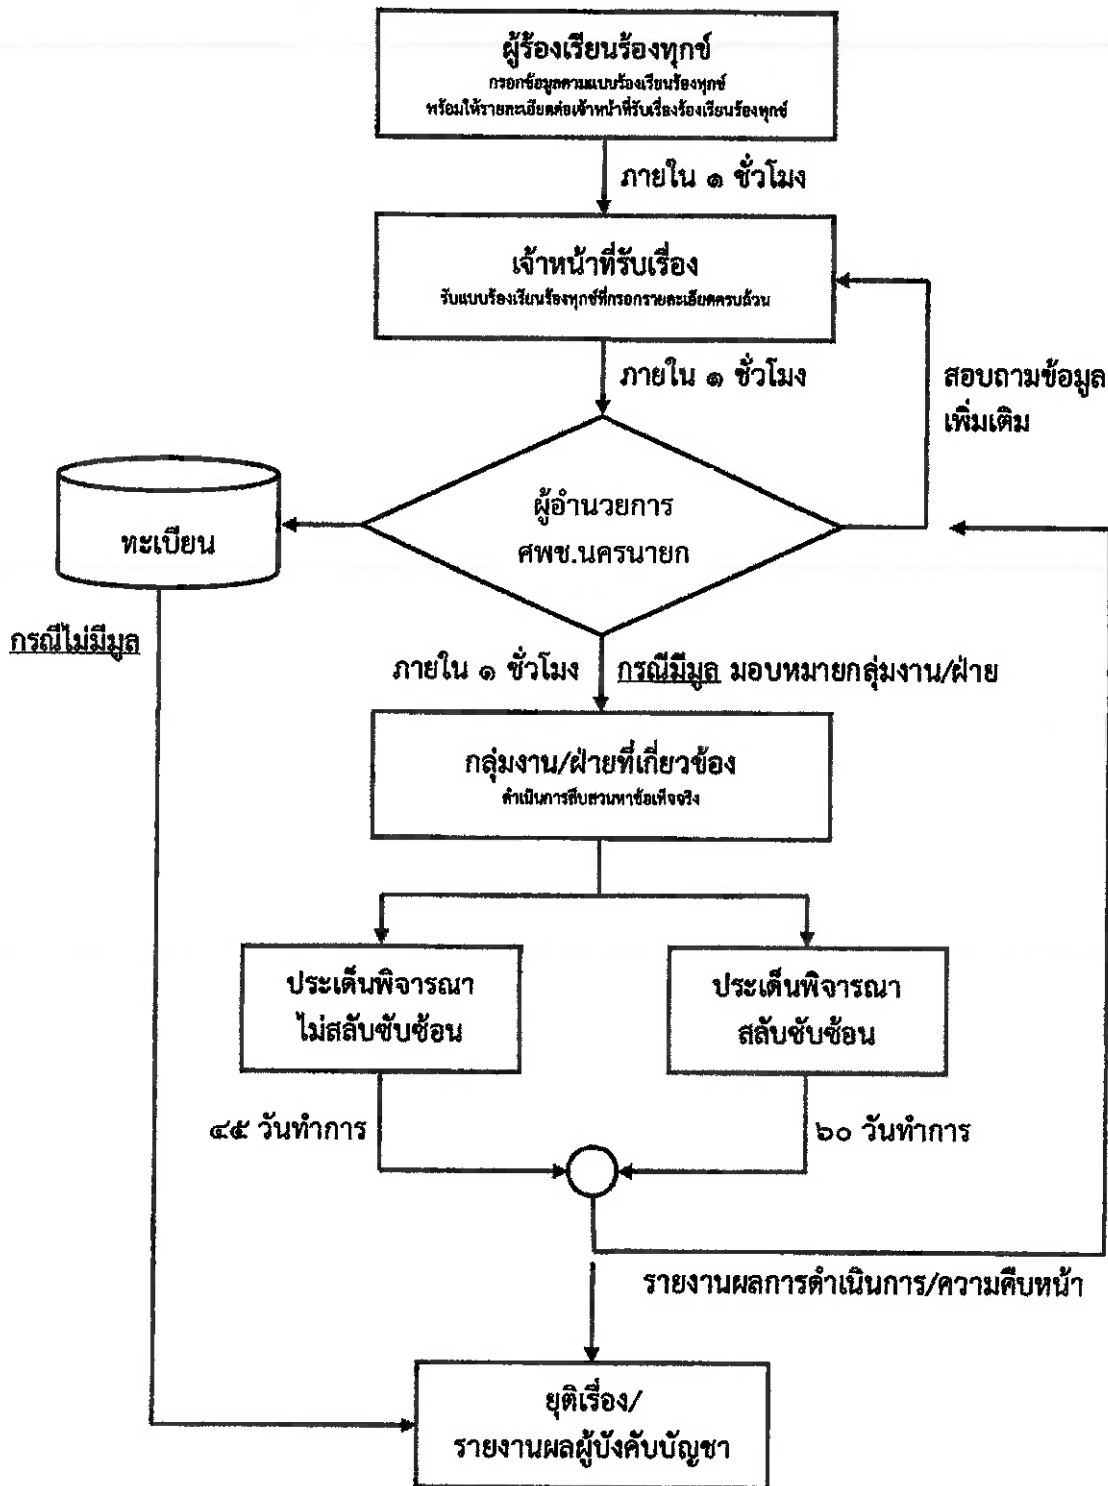 ผู้ร้องเรียนร้องทุกข์
กรอกข้อมูลตามแบบร้องเรียนร้องทุกข์
พร้อมให้รายละเอียดต่อเจ้าหน้าที่รับเรื่องร้องเรียนร้องทุกข์
ภายใน ๑ ชั่วโมง
เจ้าหน้าที่รับเรื่อง
รับแบบร้องเรียนร้องทุกข์ที่กรอกรายละเอียดครบถ้วน
ภายใน ๑ ชั่วโมง
สอบถามข้อมูล
เพิ่มเติม
ผู้อำนวยการ
ศพช.นครนายก
ทะเบียน
กรณีไม่มีมูล
ภายใน ๑ ชั่วโมง
กรณีมีมูล มอบหมายกลุ่มงาน/ฝ่าย
กลุ่มงาน/ฝ่ายที่เกี่ยวข้อง
ดำเนินการสืบสวนหาข้อเท็จจริง
ประเด็นพิจารณา
ไม่สลับซับซ้อน
ประเด็นพิจารณา
สลับซับซ้อน
๔๕ วันทำการ
๖๐ วันทำการ
รายงานผลการดำเนินการ/ความคืบหน้า
ยุติเรื่อง/
รายงานผลผู้บังคับบัญชา